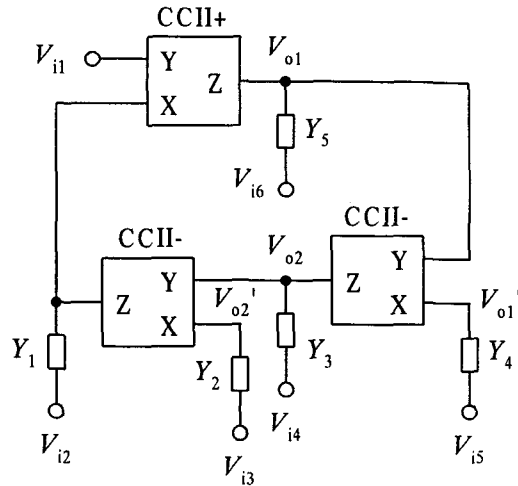 CCII+
V_i1
Y
X
Z
V_o1
Y_5
V_i6
CCII-
Z
Y
X
V_o2
V_o2'
CCII-
Z
Y
X
V_o1'
Y_1
Y_2
Y_3
Y_4
V_i2
V_i3
V_i4
V_i5